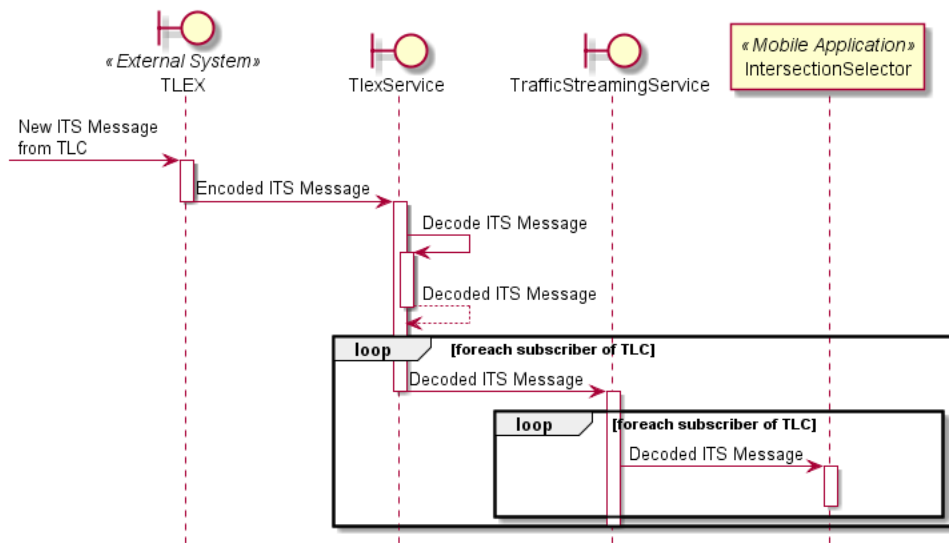 «External System»
TLEX
TlexService
TrafficStreamingService
«Mobile Application»
IntersectionSelector
New ITS Message
from TLC
Encoded ITS Message
Decode ITS Message
Decoded ITS Message
loop [foreach subscriber of TLC]
Decoded ITS Message
loop [foreach subscriber of TLC]
Decoded ITS Message